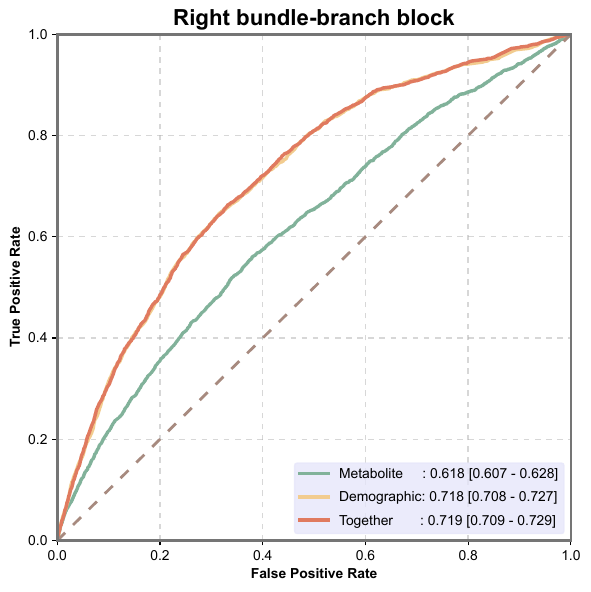 Right bundle-branch block
True Positive Rate
1.0
0.8
0.6
0.4
0.2
0.0
Metabolite : 0.618 [0.607 - 0.628]
Demographic: 0.718 [0.708 - 0.727]
Together : 0.719 [0.709 - 0.729]
0.0 0.2 0.4 0.6 0.8 1.0
False Positive Rate